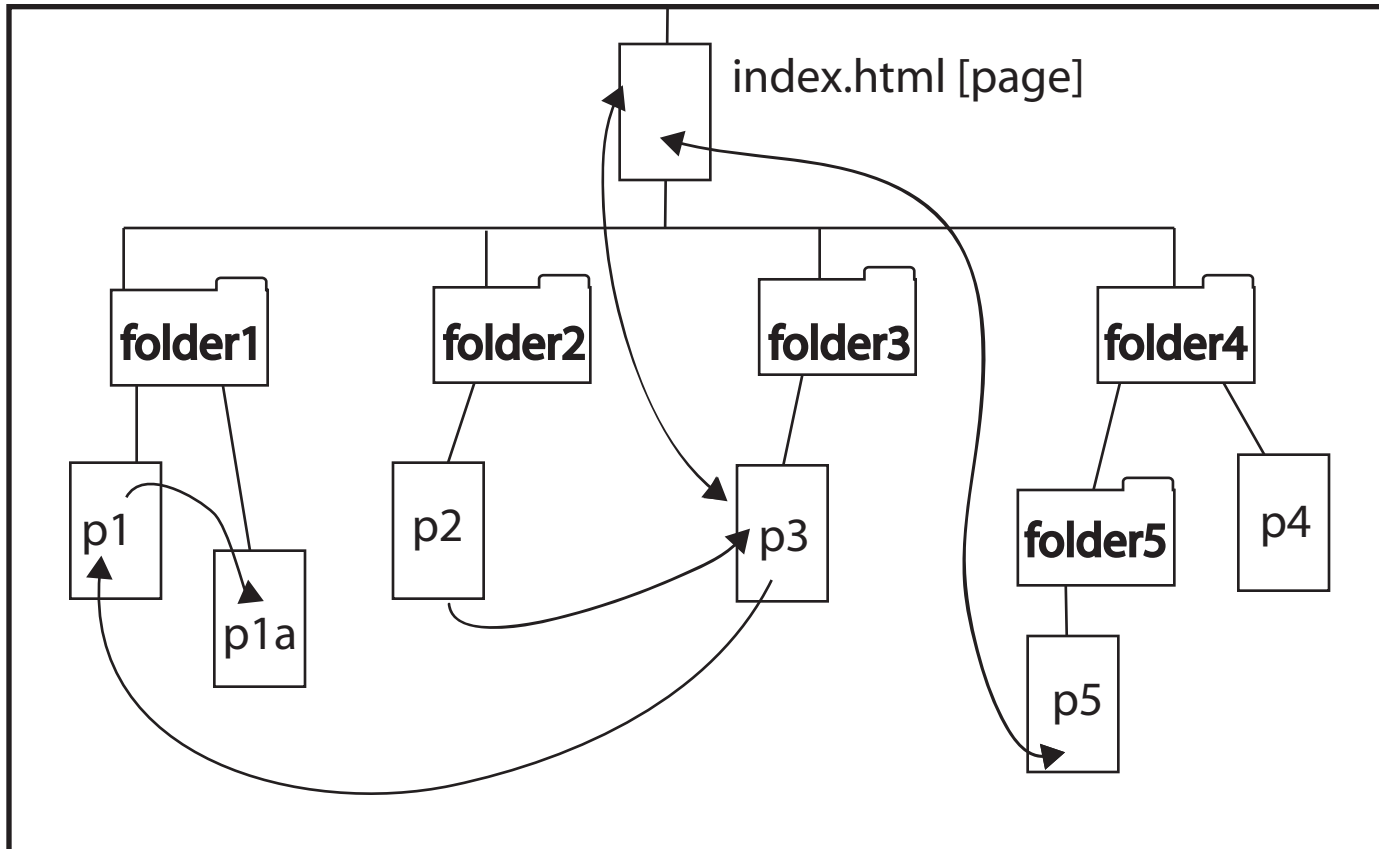 index.html [page]
folder1
folder2
folder3
folder4
p1
p2
p3
p4
folder5
p1a
p5